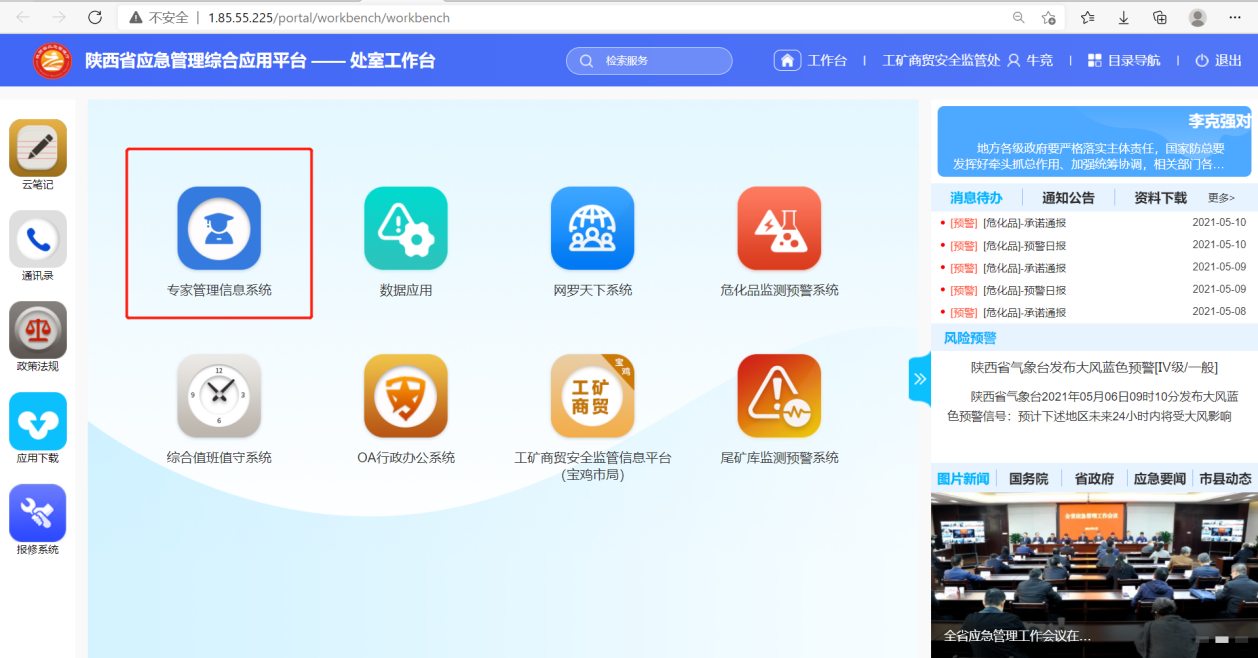 不安全 | 1.85.55.225/portal/workbench/workbench
陕西省应急管理综合应用平台 —— 处室工作台
检索服务
工作台
工矿商贸安全监管处
牛竞
目录导航
退出
云笔记
通讯录
政策法规
应用下载
报修系统
专家管理信息系统
数据应用
网罗天下系统
危化品监测预警系统
12
3
6
9
综合值班值守系统
OA行政办公系统
宝鸡
工矿
商贸
工矿商贸安全监管信息平台
(宝鸡市局)
尾矿库监测预警系统
李克强对
地方各级政府要严格落实主体责任，国家防总要
发挥好牵头抓总作用、加强统筹协调，相关部门各...
消息待办 通知公告 资料下载 更多>
[预警] [危化品]-承诺通报 2021-05-10
[预警] [危化品]-预警日报 2021-05-10
[预警] [危化品]-承诺通报 2021-05-09
[预警] [危化品]-预警日报 2021-05-09
[预警] [危化品]-承诺通报 2021-05-08
风险预警
陕西省气象台发布大风蓝色预警[IV级/一般]
陕西省气象台2021年05月06日09时10分发布大风蓝
色预警信号：预计下述地区未来24小时内将受大风影响
图片新闻 国务院 省政府 应急要闻 市县动态
全省应急管理工作会议
全省应急管理工作会议在...